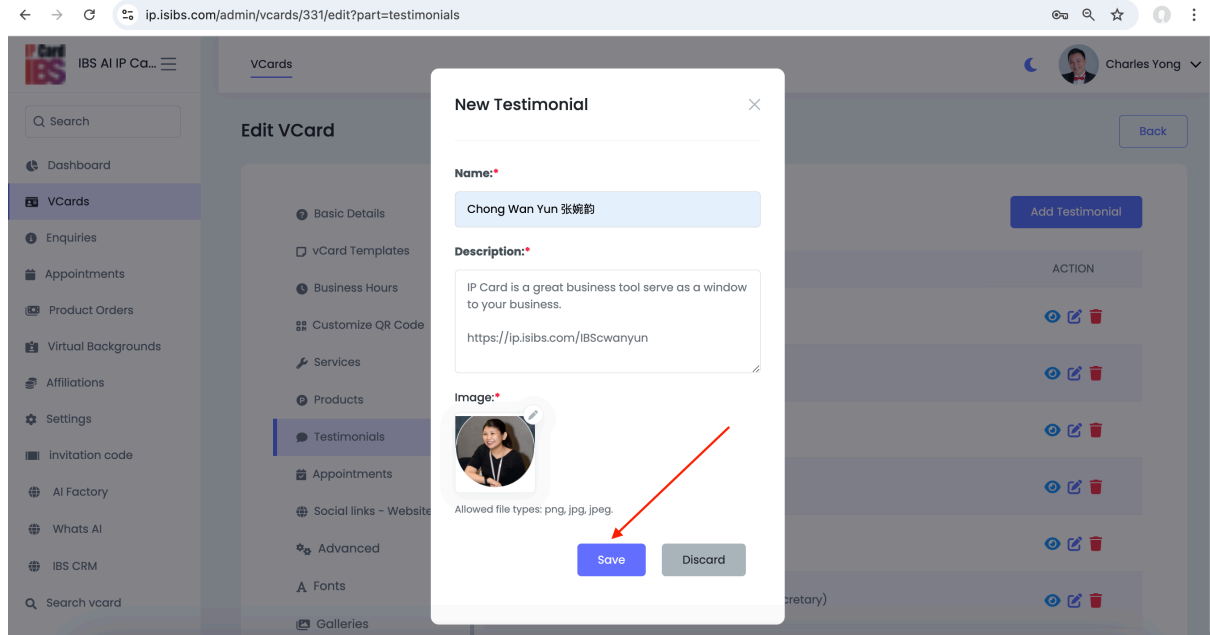 ip.isibs.com/admin/vcards/331/edit?part=testimonials
IP Card
IBS
IBS AI IP Ca...
VCards
Charles Yong
Search
Dashboard
VCards
Enquiries
Appointments
Product Orders
Virtual Backgrounds
Affiliations
Settings
invitation code
AI Factory
Whats AI
IBS CRM
Search vcard
Edit VCard
Back
Basic Details
vCard Templates
Business Hours
Customize QR Code
Services
Products
Testimonials
Appointments
Social links - Website
Advanced
Fonts
Galleries
Add Testimonial
ACTION
cretary)
New Testimonial
Name:*
Chong Wan Yun 张婉韵
Description:*
IP Card is a great business tool serve as a window
to your business.
https://ip.isibs.com/IBScwanyun
Image:*
Allowed file types: png, jpg, jpeg.
Save
Discard